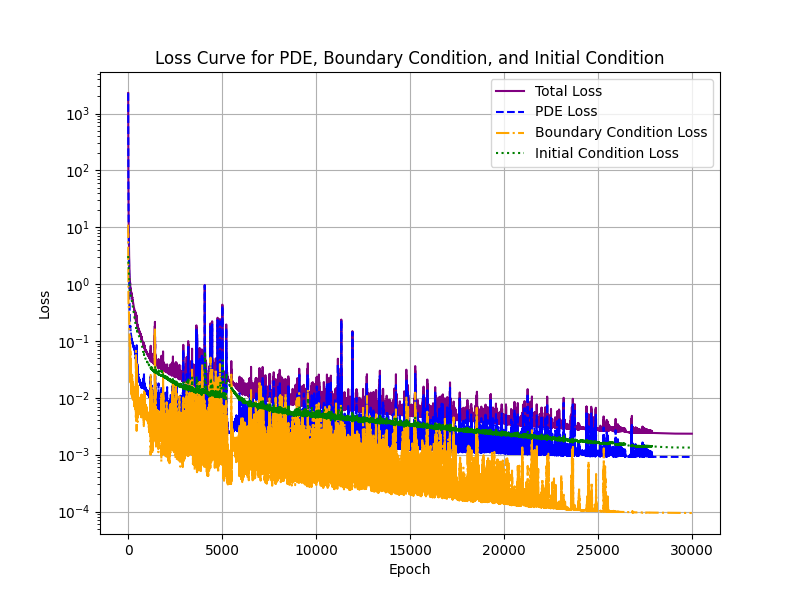 Loss Curve for PDE, Boundary Condition, and Initial Condition
Total Loss
PDE Loss
Boundary Condition Loss
Initial Condition Loss
Loss
10³
10²
10¹
10⁰
10⁻¹
10⁻²
10⁻³
10⁻⁴
0 5000 10000 15000 20000 25000 30000
Epoch